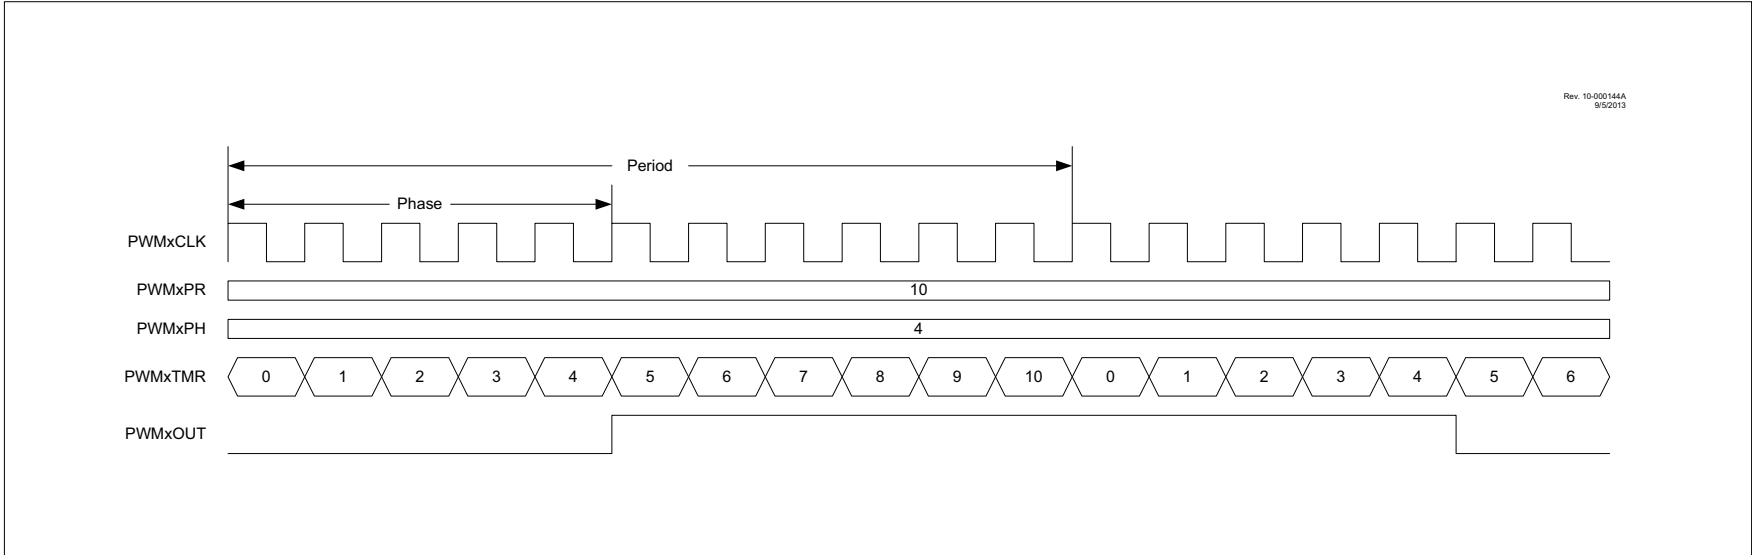 Rev. 10-000144A
9/5/2013
Period
Phase
PWMxCLK
PWMxPR
10
PWMxPH
4
PWMxTMR
0 1 2 3 4 5 6 7 8 9 10 0 1 2 3 4 5 6
PWMxOUT